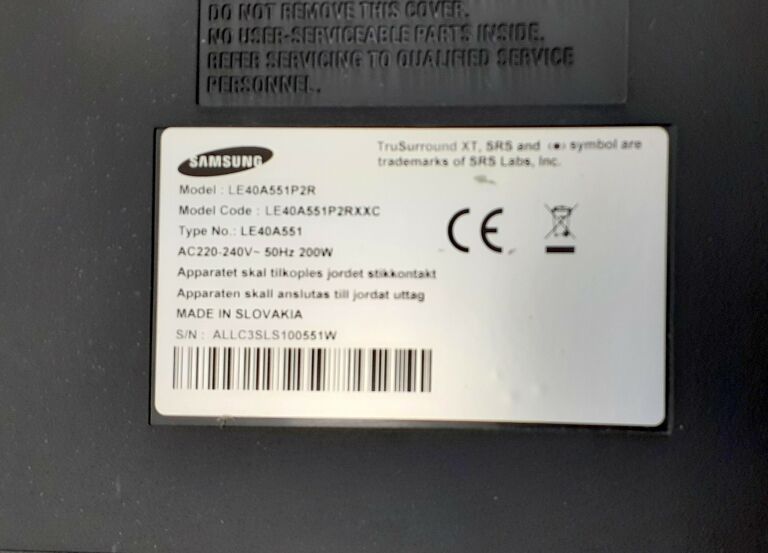 DO NOT REMOVE THIS COVER.
NO USER-SERVICEABLE PARTS INSIDE.
REFER SERVICING TO QUALIFIED SERVICE
PERSONNEL.
SAMSUNG
TruSurround XT, SRS and (●) symbol are
trademarks of SRS Labs, Inc.
Model : LE40A551P2R
Model Code : LE40A551P2RXXC
Type No.: LE40A551
AC220-240V~ 50Hz 200W
Apparatet skal tilkoples jordet stikkontakt
Apparaten skall anslutas till jordat uttag
MADE IN SLOVAKIA
S/N : ALLC3SLS100551W
CE